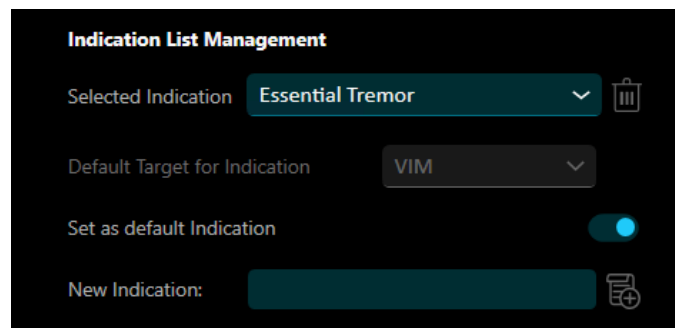 Indication List Management
Selected Indication Essential Tremor
Default Target for Indication VIM
Set as default Indication
New Indication: